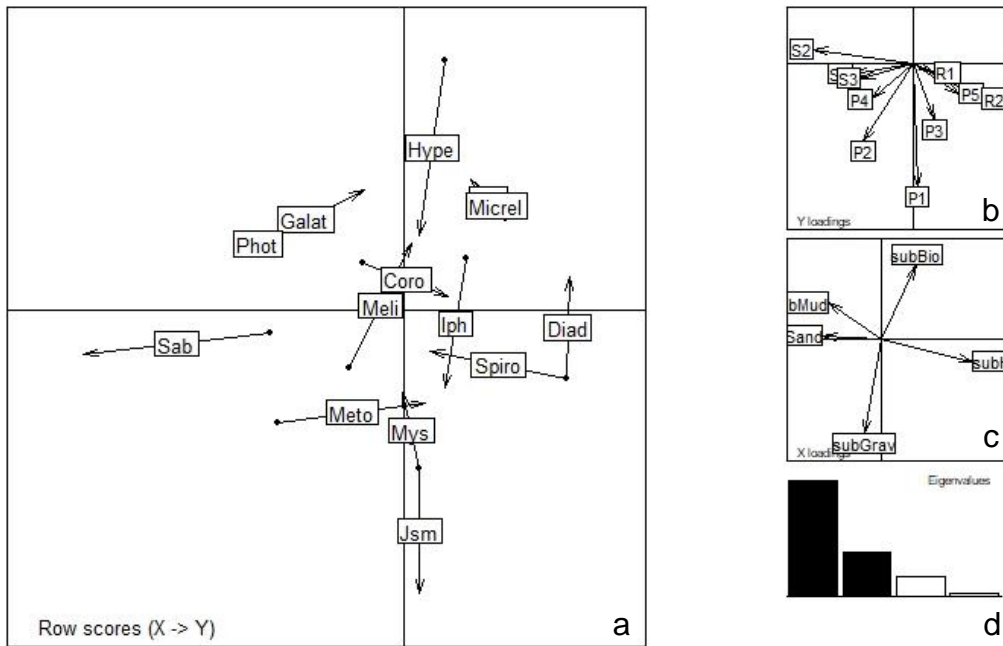 Hype
Micrel
Galat
Phot
Coro
Meli
Iph
Diad
Sab
Spiro
Meto
Mys
Jsm
Row scores (X -> Y)
a
S2
R1
S3
P4
P5
R2
P3
P2
P1
Y loadings
b
subBio
bMud
Sand
subH
subGrav
X loadings
c
Eigenvalues
d